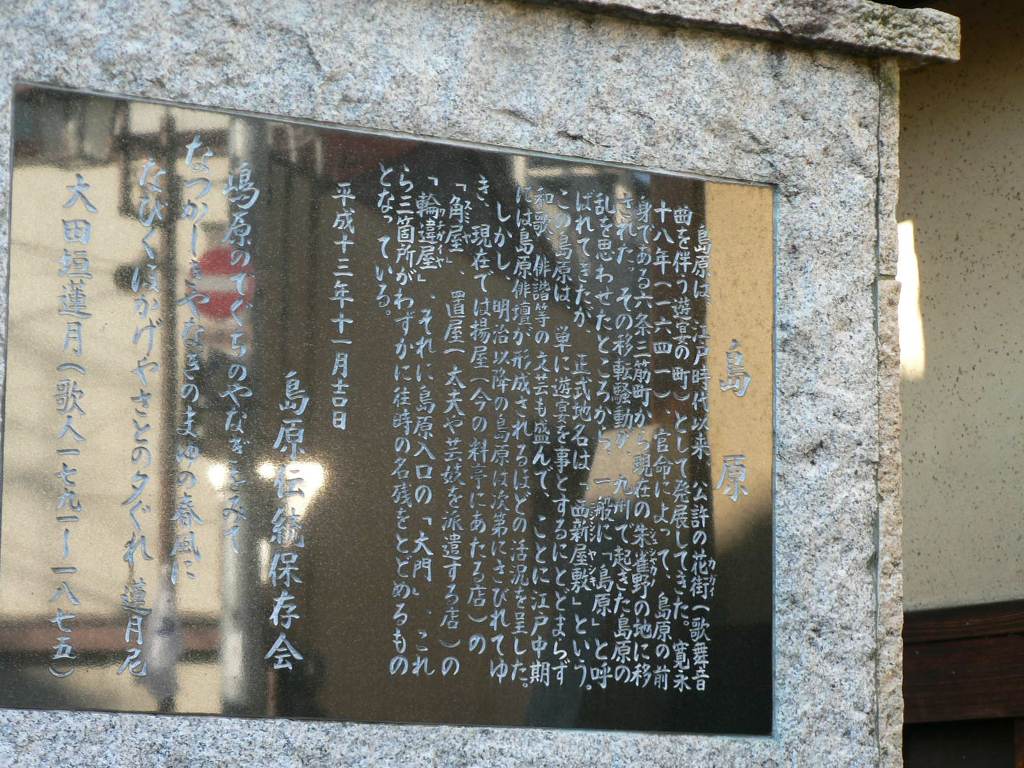 島原
島原は、江戸時代以来、公許の花街(歌舞音
曲を伴う遊宴の町)として発展してきた。寛永
十八年(一六四一)、官命によって、島原の前
身である六条三筋町から現在の朱雀野の地に移
された。その移転騒動が、九州で起きた島原の
乱を思わせたところから、一般に「島原」と呼
ばれてきたが、正式地名は「西新屋敷」という。
この島原は、単に遊宴を事とするにとどまらず
和歌、俳諧等の文芸も盛んで、ことに江戸中期
には島原俳壇が形成されるほどの活況を呈した。
しかし、明治以降の島原は次第にさびれてゆ
き、現在では揚屋(今の料亭にあたる店)の
「角屋」、置屋(太夫や芸妓を派遣する店)の
「輪違屋」、それに島原入口の「大門」、これ
ら三箇所がわずかに往時の名残をとどめるもの
となっている。
平成十三年十一月吉日
島原伝統保存会
嶋原のでぐちのやなぎをみて
なつかしきやなぎのまゆの春風に
なびくほかげやさとの夕ぐれ 蓮月尼
大田垣蓮月(歌人一七九一〜一八七五)